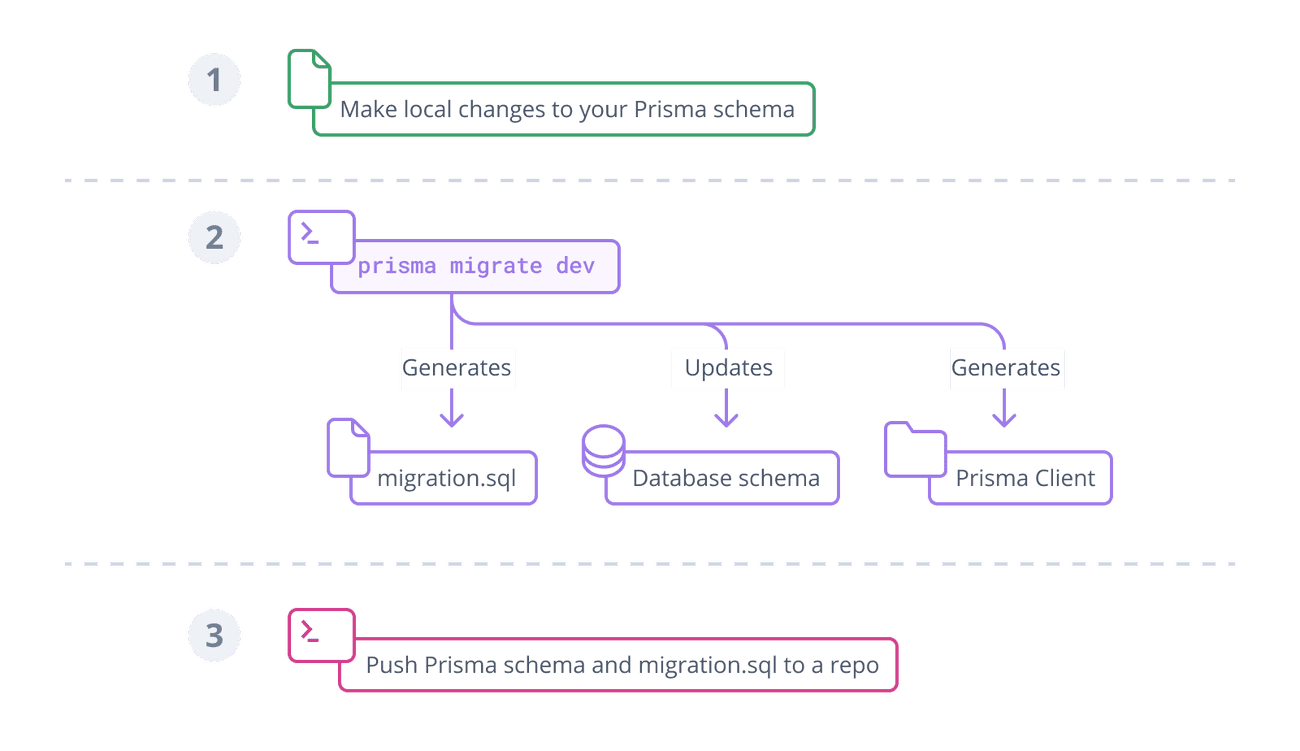 1
Make local changes to your Prisma schema
2
>_
prisma migrate dev
Generates
Updates
Generates
migration.sql
Database schema
Prisma Client
3
>_
Push Prisma schema and migration.sql to a repo